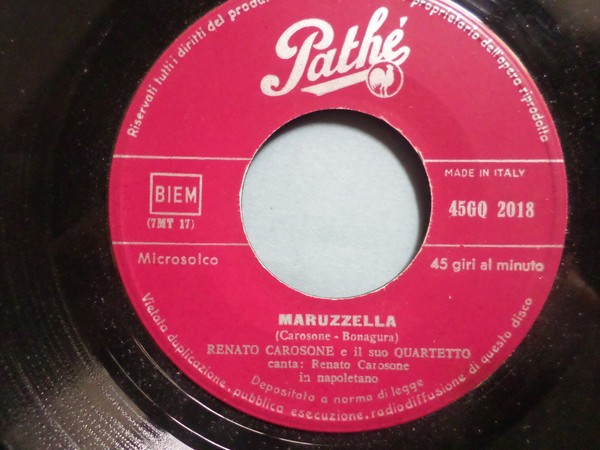 Pathé
Riservati tutti i diritti del produ
proprietario dell'opera riprodotta
MADE IN ITALY
BIEM
(7MT 17)
45GQ 2018
Microsolco
45 giri al minuto
MARUZZELLA
(Carosone - Bonagura)
RENATO CAROSONE e il suo QUARTETTO
canta: Renato Carosone
in napoletano
Depositato a norma di legge
Vietata duplicazione, pubblica esecuzione, radiodiffusione di questo disco